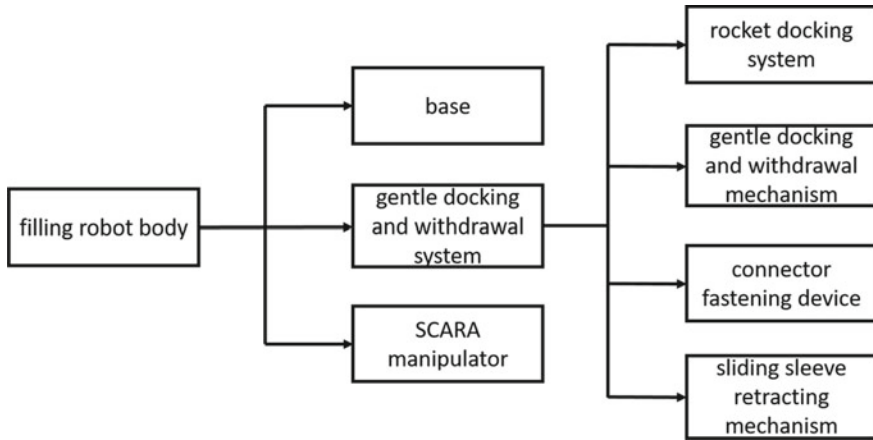 filling robot body
base
gentle docking
and withdrawal
system
SCARA
manipulator
rocket docking
system
gentle docking
and withdrawal
mechanism
connector
fastening device
sliding sleeve
retracting
mechanism